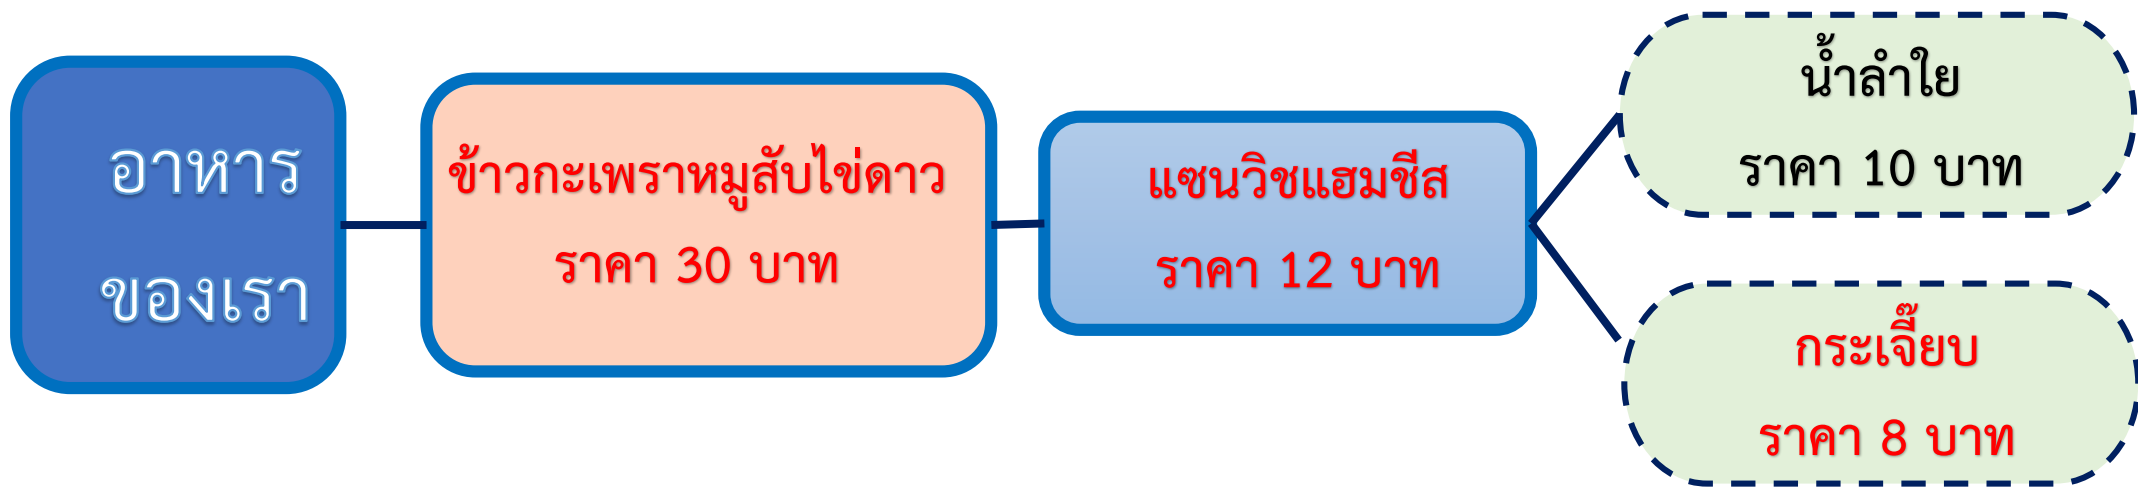 อาหาร
ของเรา
ข้าวกะเพราหมูสับไข่ดาว
ราคา 30 บาท
แซนวิชแฮมชีส
ราคา 12 บาท
น้ำลำใย
ราคา 10 บาท
กระเจี๊ยบ
ราคา 8 บาท